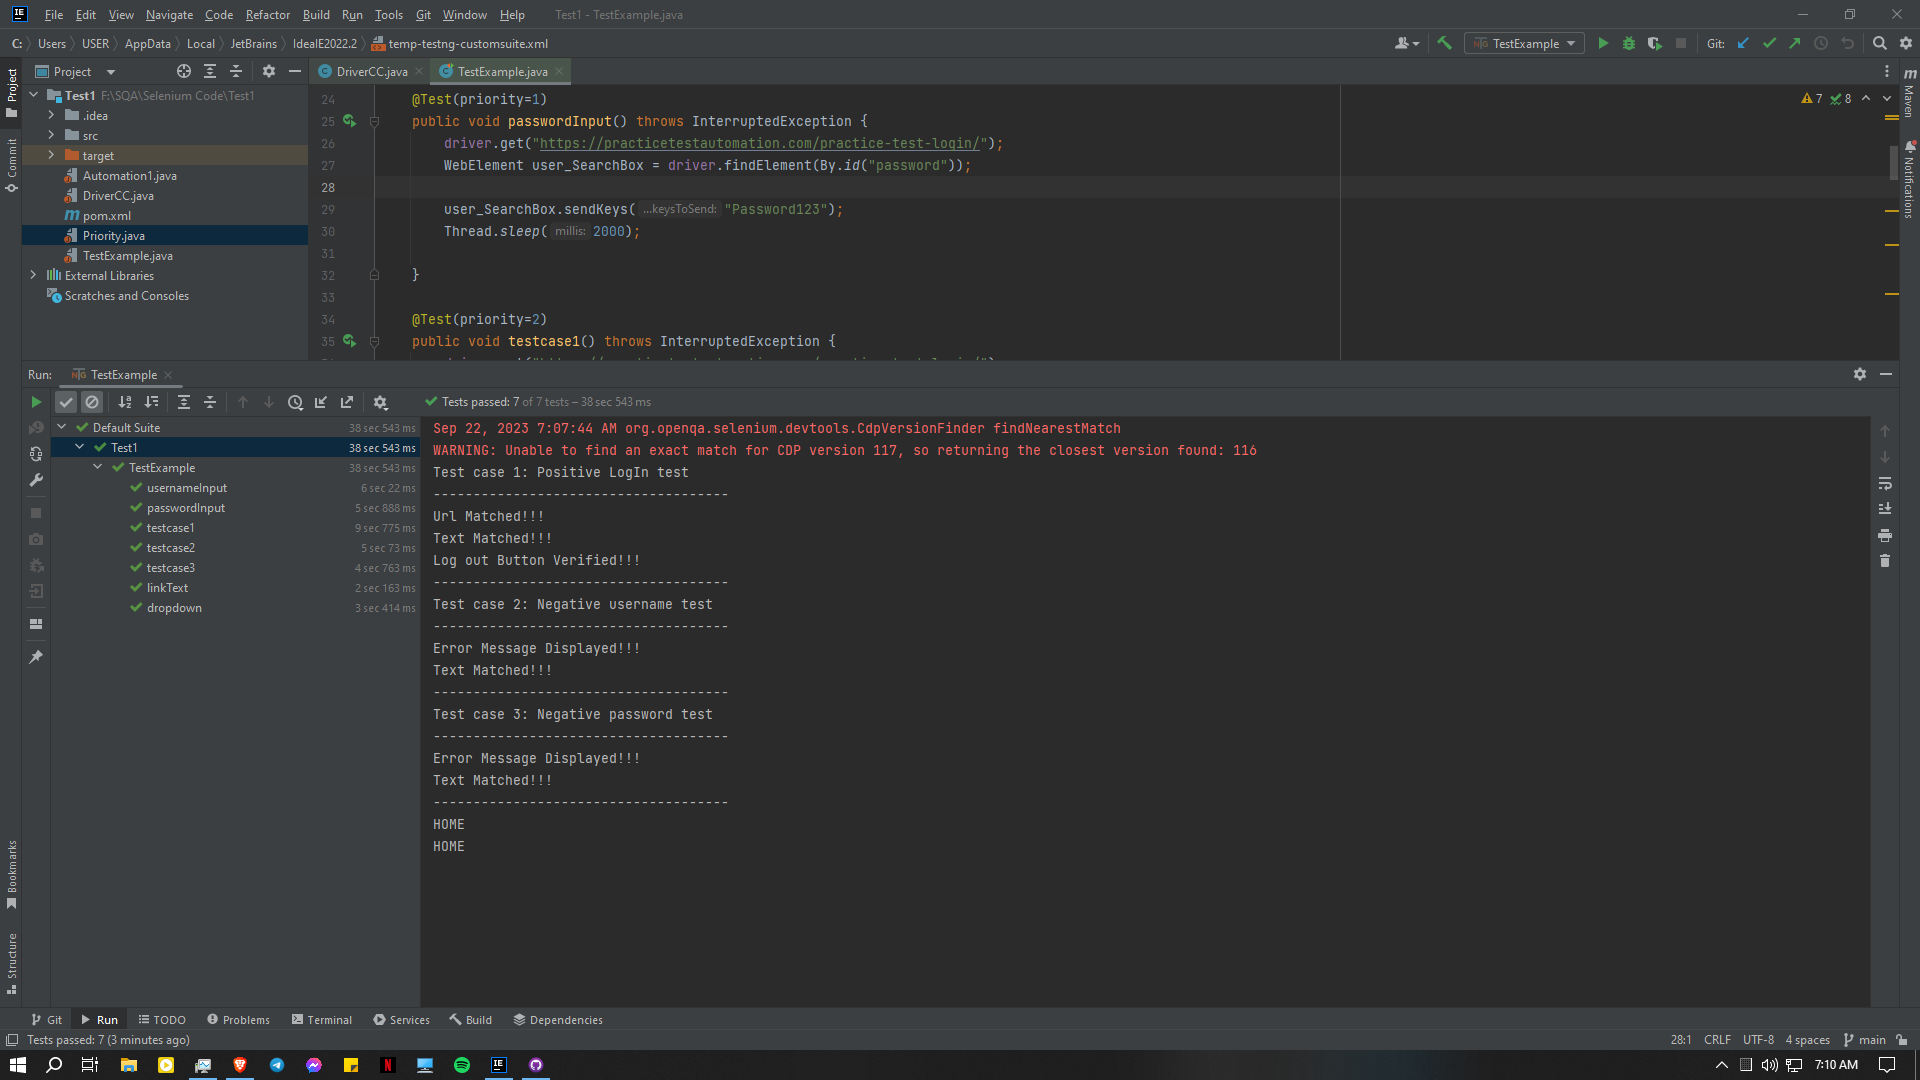 File Edit View Navigate Code Refactor Build Run Tools Git Window Help Test1 - TestExample.java
C: Users USER AppData Local JetBrains IdeaIE2022.2 temp-testng-customsuite.xml
TestExample
Git:
Project
DriverCC.java
TestExample.java
Test1 F:\SQA\Selenium Code\Test1
.idea
src
target
Automation1.java
DriverCC.java
pom.xml
Priority.java
TestExample.java
External Libraries
Scratches and Consoles
7 8
24 @Test(priority=1)
25 public void passwordInput() throws InterruptedException {
26 driver.get("https://practicetestautomation.com/practice-test-login/");
27 WebElement user_SearchBox = driver.findElement(By.id("password"));
28
29 user_SearchBox.sendKeys( ...keysToSend: "Password123");
30 Thread.sleep( millis: 2000);
31
32 }
33
34 @Test(priority=2)
35 public void testcase1() throws InterruptedException {
Project
Commit
Bookmarks
Structure
Maven
Notifications
Run: TestExample
Tests passed: 7 of 7 tests – 38 sec 543 ms
Default Suite 38 sec 543 ms
Test1 38 sec 543 ms
TestExample 38 sec 543 ms
usernameInput 6 sec 22 ms
passwordInput 5 sec 888 ms
testcase1 9 sec 775 ms
testcase2 5 sec 73 ms
testcase3 4 sec 763 ms
linkText 2 sec 163 ms
dropdown 3 sec 414 ms
Sep 22, 2023 7:07:44 AM org.openqa.selenium.devtools.CdpVersionFinder findNearestMatch
WARNING: Unable to find an exact match for CDP version 117, so returning the closest version found: 116
Test case 1: Positive LogIn test
-------------------------------------
Url Matched!!!
Text Matched!!!
Log out Button Verified!!!
-------------------------------------
Test case 2: Negative username test
-------------------------------------
Error Message Displayed!!!
Text Matched!!!
-------------------------------------
Test case 3: Negative password test
-------------------------------------
Error Message Displayed!!!
Text Matched!!!
-------------------------------------
HOME
HOME
Git Run TODO Problems Terminal Services Build Dependencies
Tests passed: 7 (3 minutes ago)
28:1 CRLF UTF-8 4 spaces main
7:10 AM